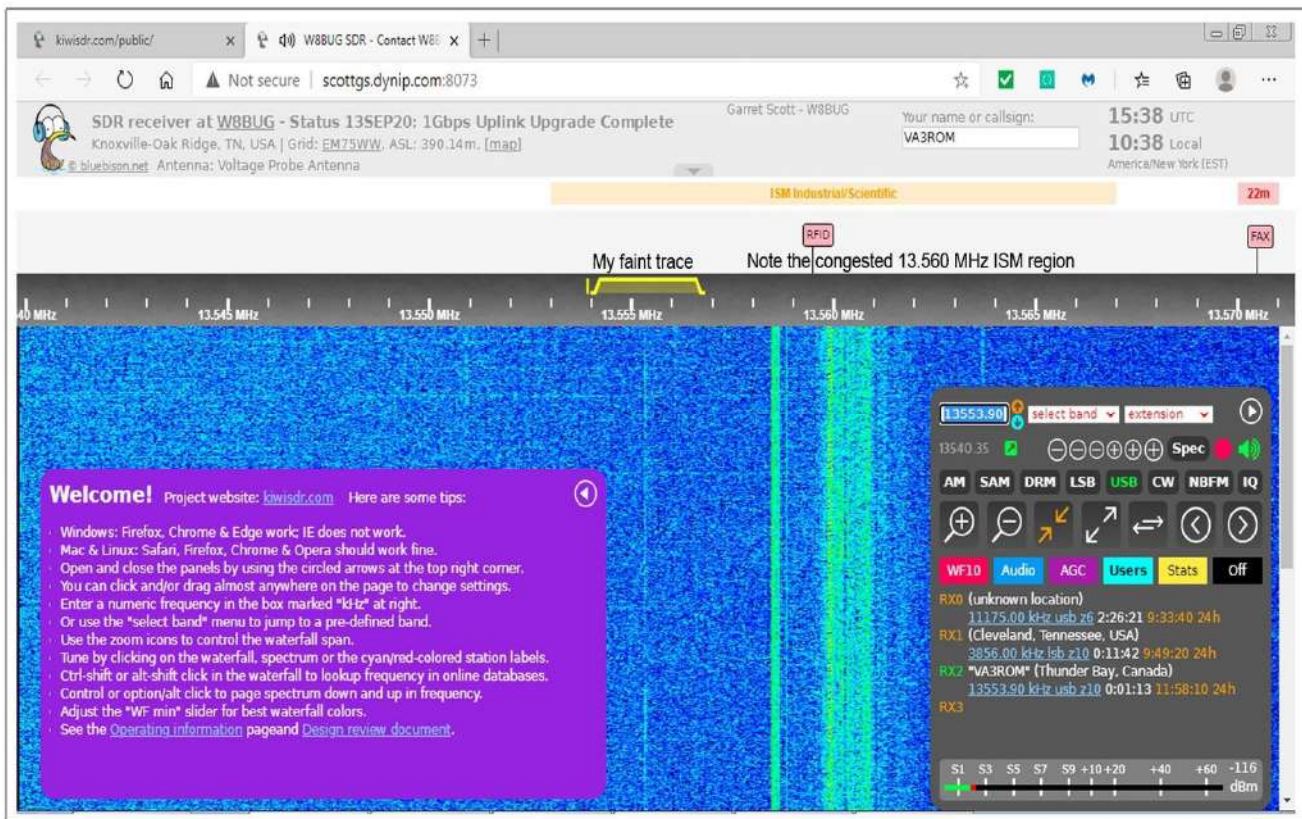 kiwisdr.com/public/ x W8BUG SDR - Contact W8E x +
Not secure | scottgs.dynip.com:8073 ...
SDR receiver at W8BUG - Status 13SEP20: 1Gbps Uplink Upgrade Complete
Knoxville-Oak Ridge, TN, USA | Grid: EM75WW, ASL: 390.14m, [map]
© bluebison.net Antenna: Voltage Probe Antenna
Garret Scott - W8BUG
Your name or callsign:
VA3ROM
15:38 UTC
10:38 Local
America/New York (EST)
ISM Industrial/Scientific 22m
RFID FAX
My faint trace Note the congested 13.560 MHz ISM region
40 MHz 13.545 MHz 13.550 MHz 13.555 MHz 13.560 MHz 13.565 MHz 13.570 MHz
Welcome! Project website: kiwisdr.com Here are some tips:
Windows: Firefox, Chrome & Edge work; IE does not work.
Mac & Linux: Safari, Firefox, Chrome & Opera should work fine.
Open and close the panels by using the circled arrows at the top right corner.
You can click and/or drag almost anywhere on the page to change settings.
Enter a numeric frequency in the box marked "kHz" at right.
Or use the "select band" menu to jump to a pre-defined band.
Use the zoom icons to control the waterfall span.
Tune by clicking on the waterfall, spectrum or the cyan/red-colored station labels.
Ctrl-shift or alt-shift click in the waterfall to lookup frequency in online databases.
Control or option/alt click to page spectrum down and up in frequency.
Adjust the "WF min" slider for best waterfall colors.
See the Operating information pageand Design review document.
13553.90 select band extension
13540.35 Spec
AM SAM DRM LSB USB CW NBFM IQ
WF10 Audio AGC Users Stats Off
RX0 (unknown location)
11175.00 kHz usb z6 2:26:21 9:33:40 24h
RX1 (Cleveland, Tennessee, USA)
3856.00 kHz lsb z10 0:11:42 9:49:20 24h
RX2 "VA3ROM" (Thunder Bay, Canada)
13553.90 kHz usb z10 0:01:13 11:58:10 24h
RX3
S1 S3 S5 S7 S9 +10 +20 +40 +60 -116
dBm